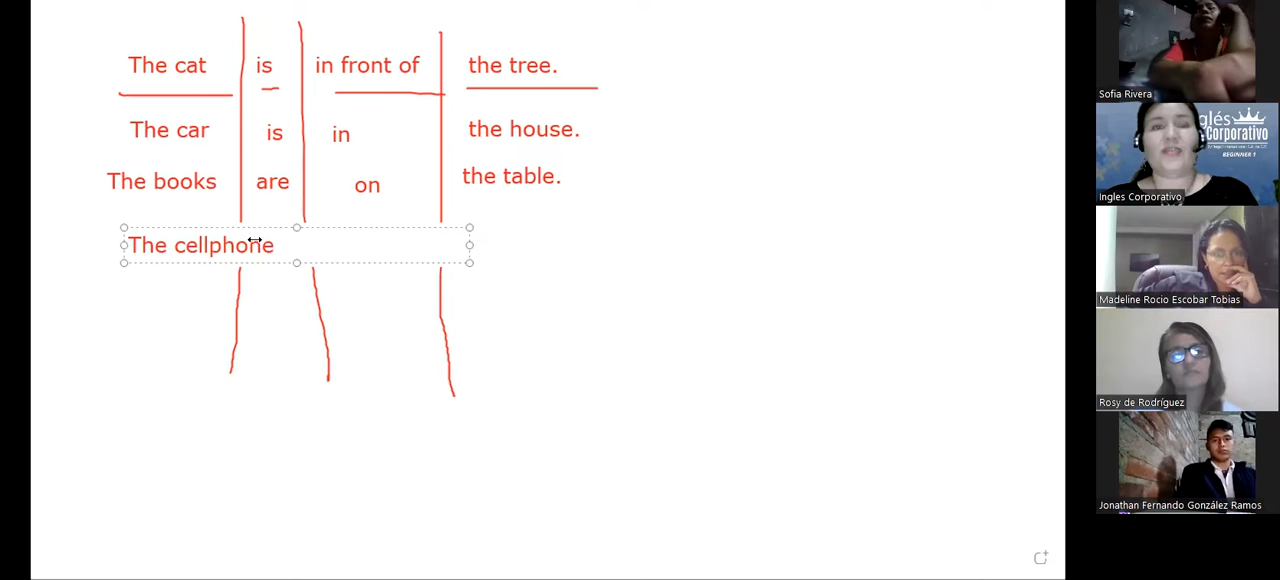 The cat is in front of the tree.
The car is in the house.
The books are on the table.
The cellphone
Sofia Rivera
glés
Corporativo
BEGINNER 1
Ingles Corporativo
Madeline Rocio Escobar Tobias
Rosy de Rodríguez
Jonathan Fernando González Ramos